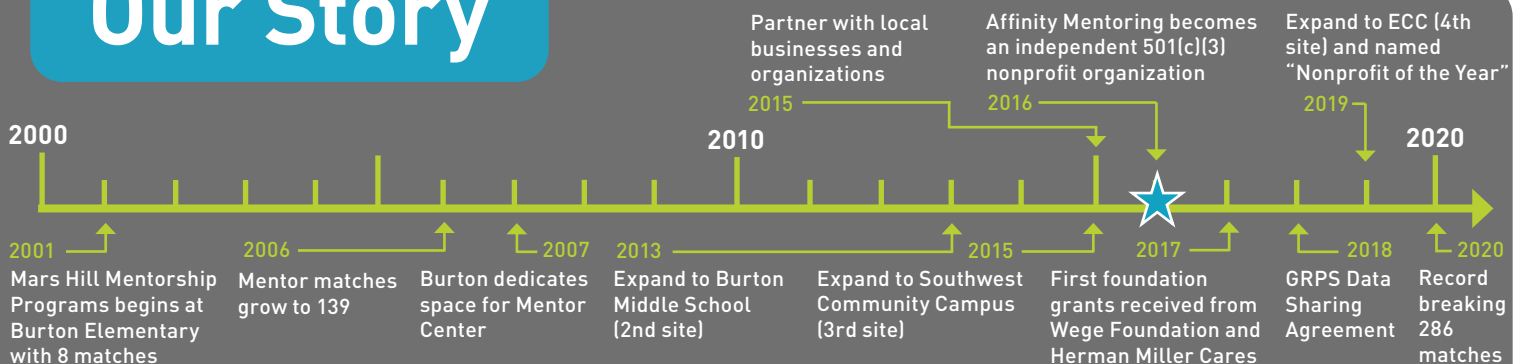 Our Story
Partner with local
businesses and
organizations
2015
Affinity Mentoring becomes
an independent 501(c)(3)
nonprofit organization
2016
Expand to ECC (4th
site) and named
“Nonprofit of the Year”
2019
2000
2010
2020
2001
Mars Hill Mentorship
Programs begins at
Burton Elementary
with 8 matches
2006
Mentor matches
grow to 139
2007
Burton dedicates
space for Mentor
Center
2013
Expand to Burton
Middle School
(2nd site)
2015
Expand to Southwest
Community Campus
(3rd site)
2017
First foundation
grants received from
Wege Foundation and
Herman Miller Cares
2018
GRPS Data
Sharing
Agreement
2020
Record
breaking
286
matches